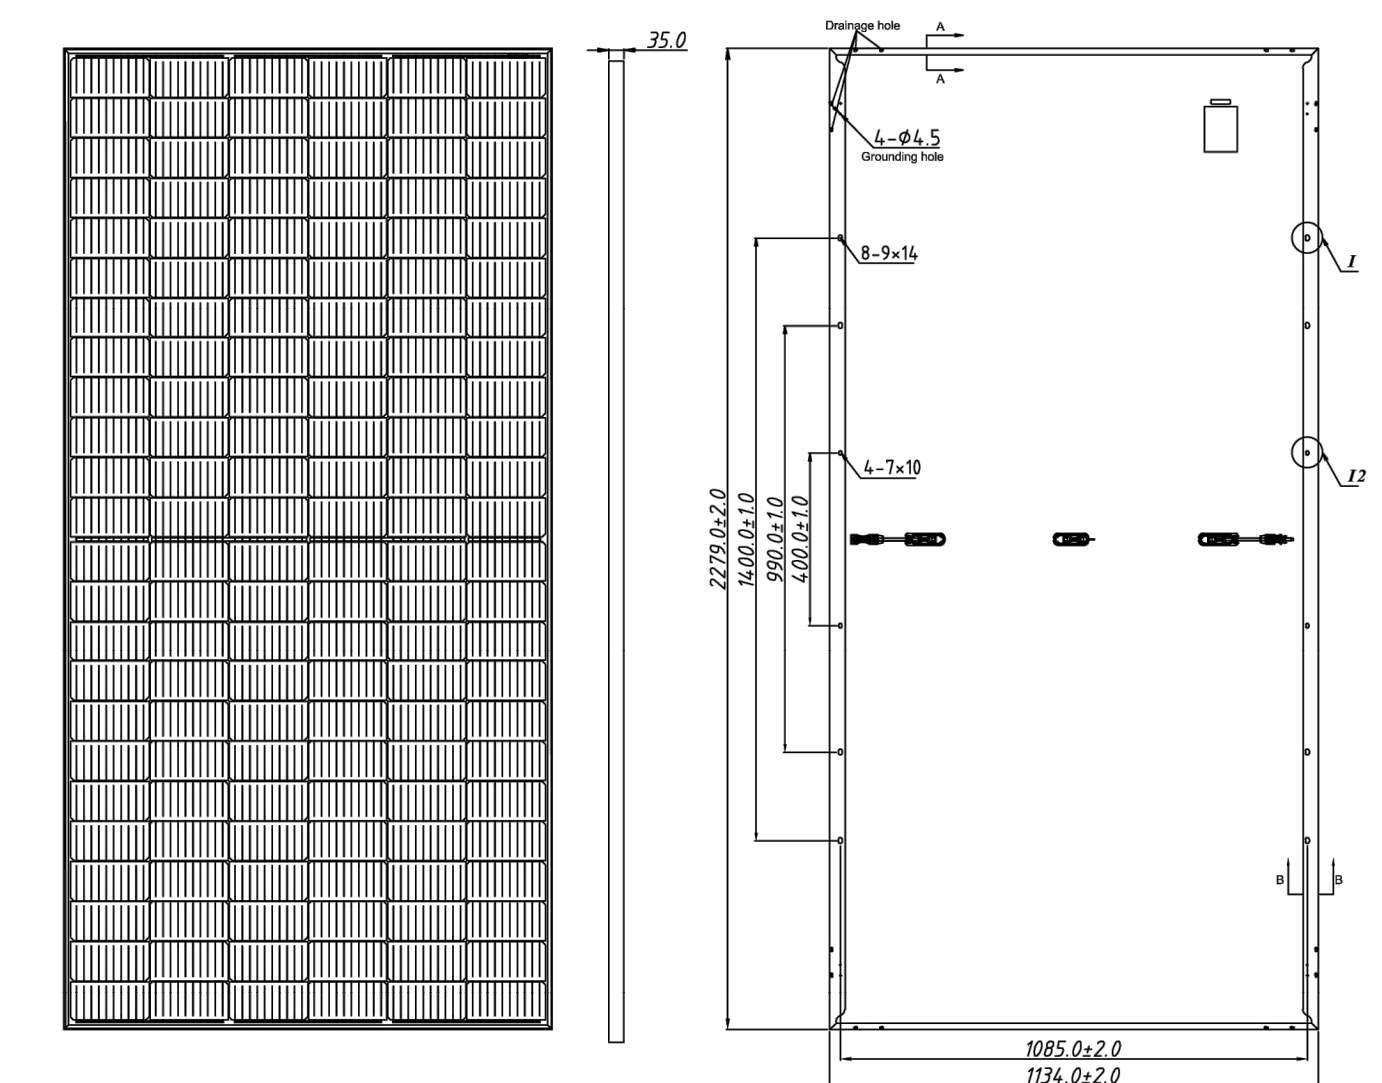 35.0
Drainage hole
A
A
4-Ø4.5
Grounding hole
8-9×14
I
4-7×10
I2
2279.0±2.0
1400.0±1.0
990.0±1.0
400.0±1.0
B
B
1085.0±2.0
1134.0±2.0